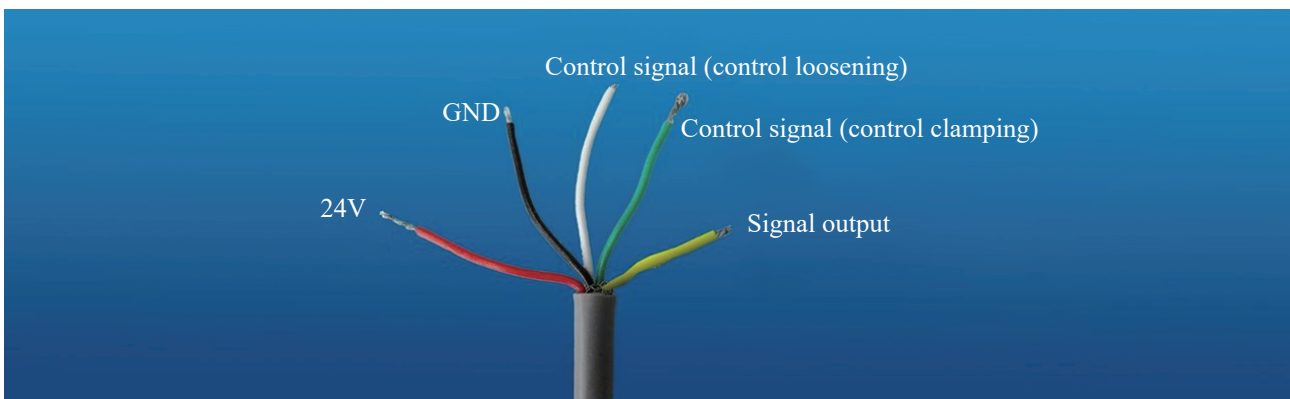 Control signal (control loosening)
GND
Control signal (control clamping)
24V
Signal output